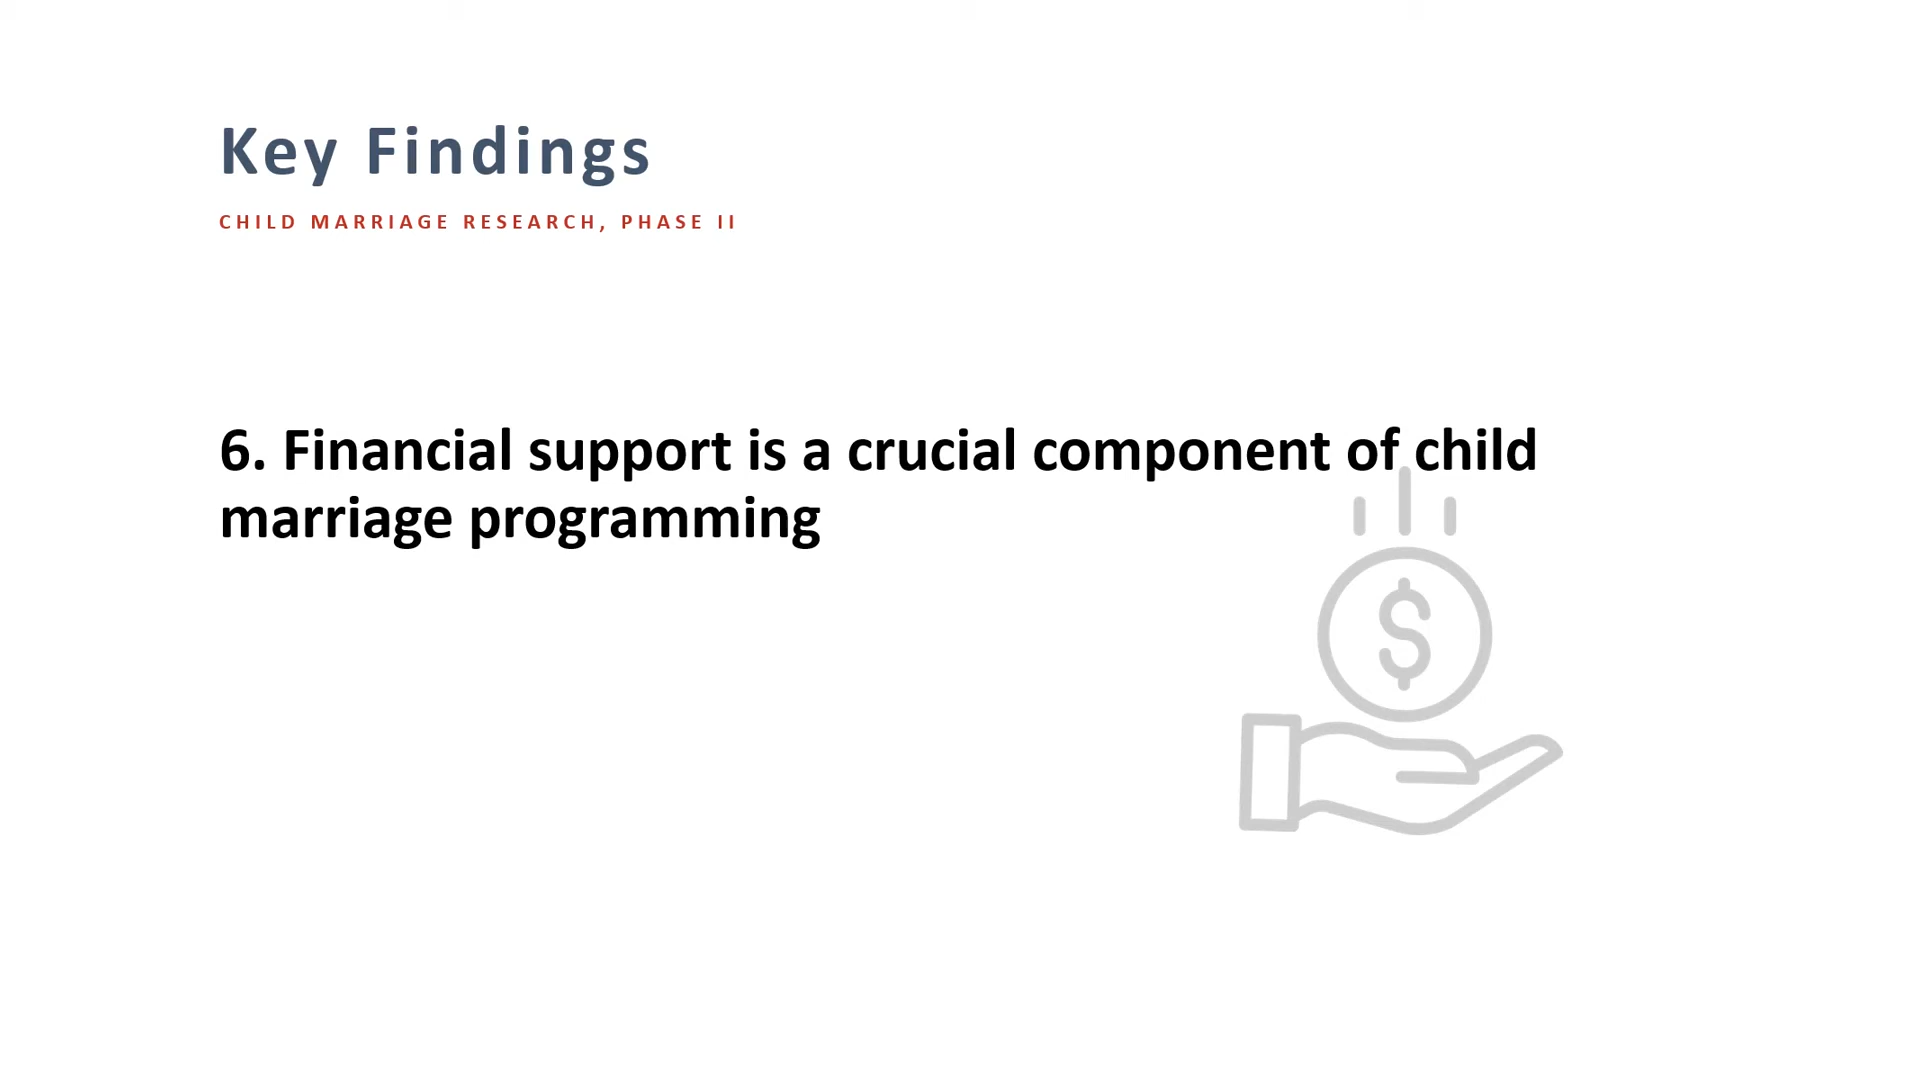 Key Findings
CHILD MARRIAGE RESEARCH, PHASE II
6. Financial support is a crucial component of child
marriage programming
$